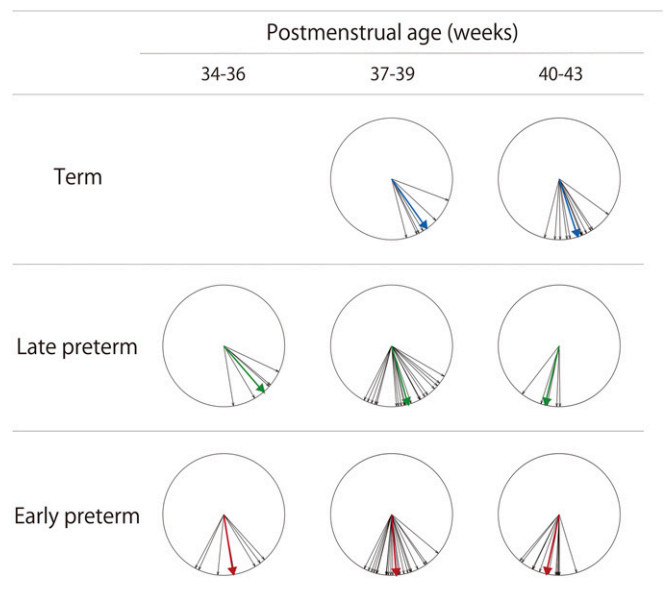 Postmenstrual age (weeks)
34-36 37-39 40-43
Term
Late preterm
Early preterm